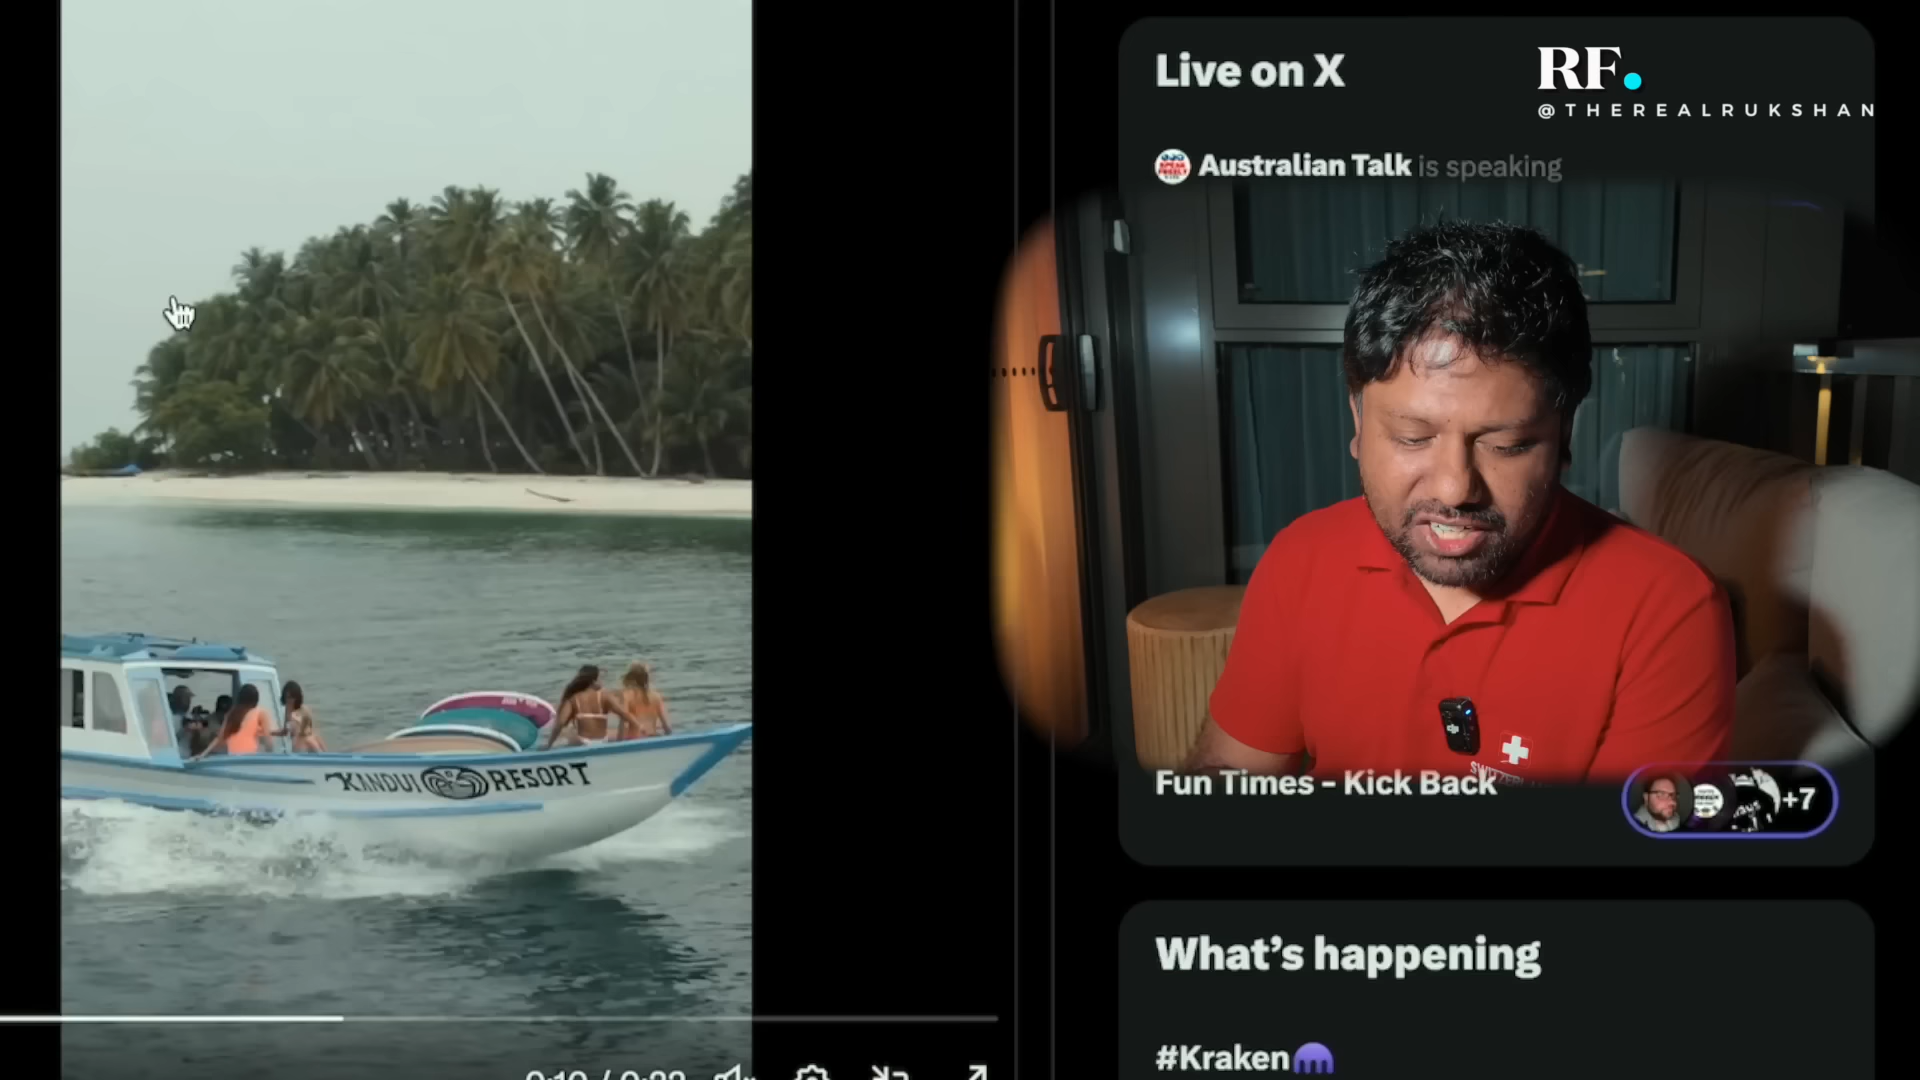 Live on X
RF.
@THEREALRUKSHAN
Australian Talk is speaking
KANDUI RESORT
Fun Times – Kick Back
+7
What's happening
#Kraken